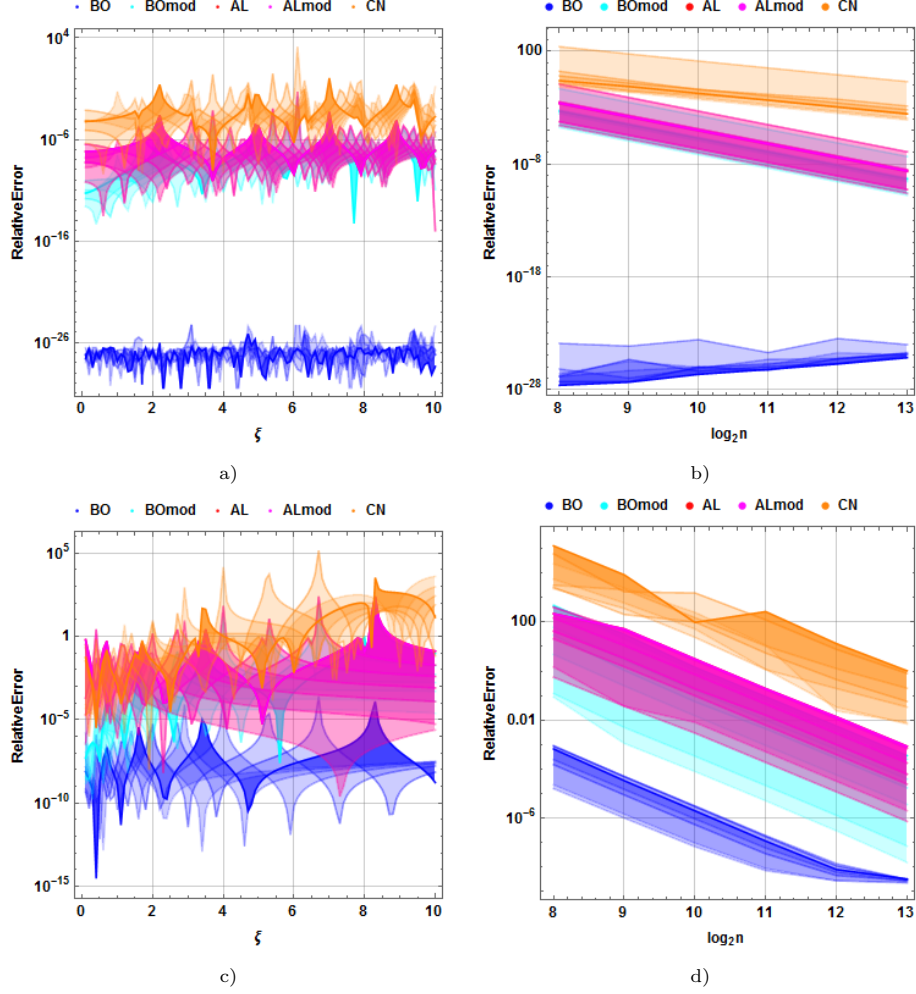 BO BOmod AL ALmod CN
10^4
10^-6
10^-16
10^-26
RelativeError
0 2 4 6 8 10
ξ
a)
BO BOmod AL ALmod CN
100
10^-8
10^-18
10^-28
RelativeError
8 9 10 11 12 13
log₂n
b)
BO BOmod AL ALmod CN
10^5
1
10^-5
10^-10
10^-15
RelativeError
0 2 4 6 8 10
ξ
c)
BO BOmod AL ALmod CN
100
0.01
10^-6
RelativeError
8 9 10 11 12 13
log₂n
d)